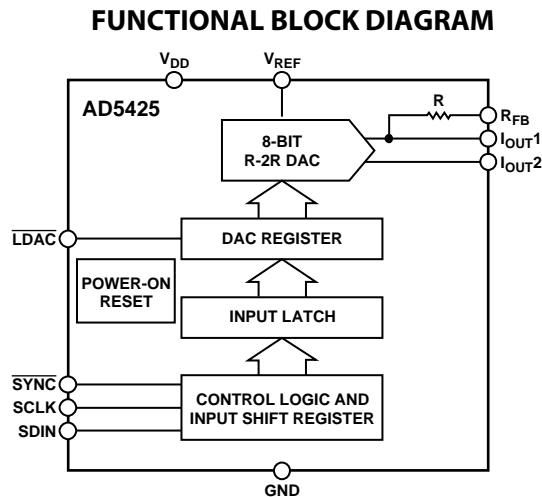 FUNCTIONAL BLOCK DIAGRAM
VDD
VREF
AD5425
R
RFB
8-BIT
R-2R DAC
IOUT1
IOUT2
LDAC
DAC REGISTER
POWER-ON
RESET
INPUT LATCH
SYNC
SCLK
SDIN
CONTROL LOGIC AND
INPUT SHIFT REGISTER
GND